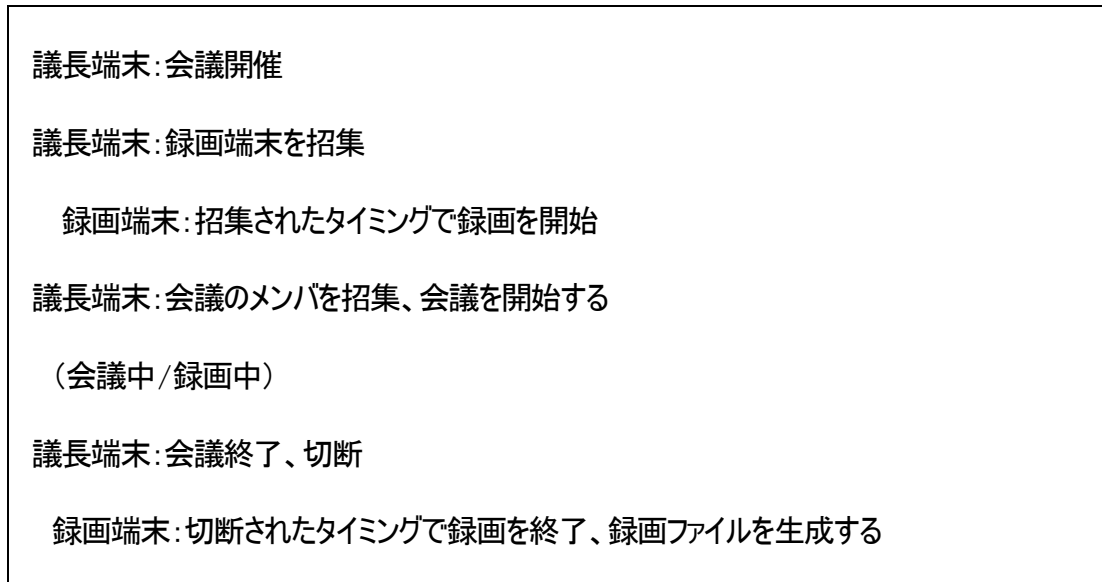 議長端末：会議開催
議長端末：録画端末を招集
録画端末：招集されたタイミングで録画を開始
議長端末：会議のメンバを招集、会議を開始する
（会議中/録画中）
議長端末：会議終了、切断
録画端末：切断されたタイミングで録画を終了、録画ファイルを生成する